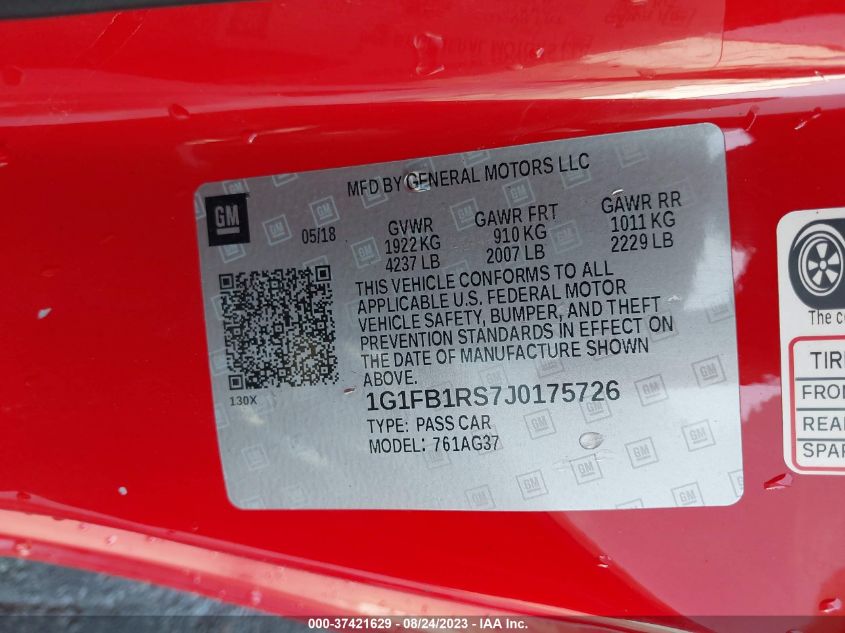 MFD BY GENERAL MOTORS LLC
GM
05/18
GVWR
1922 KG
4237 LB
GAWR FRT
910 KG
2007 LB
GAWR RR
1011 KG
2229 LB
THIS VEHICLE CONFORMS TO ALL
APPLICABLE U.S. FEDERAL MOTOR
VEHICLE SAFETY, BUMPER, AND THEFT
PREVENTION STANDARDS IN EFFECT ON
THE DATE OF MANUFACTURE SHOWN
ABOVE.
130X
1G1FB1RS7J0175726
TYPE: PASS CAR
MODEL: 761AG37
The
TIR
FRON
REA
SPAR
000-37421629 - 08/24/2023 - IAA Inc.